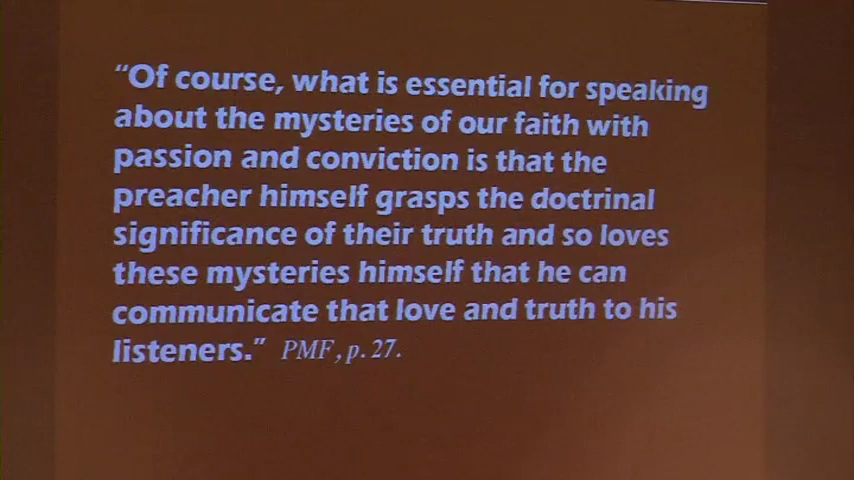 “Of course, what is essential for speaking
about the mysteries of our faith with
passion and conviction is that the
preacher himself grasps the doctrinal
significance of their truth and so loves
these mysteries himself that he can
communicate that love and truth to his
listeners.” PMF, p. 27.